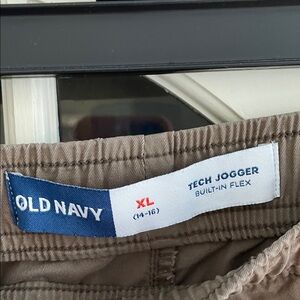 OLD NAVY
XL
(14-16)
TECH JOGGER
BUILT-IN FLEX